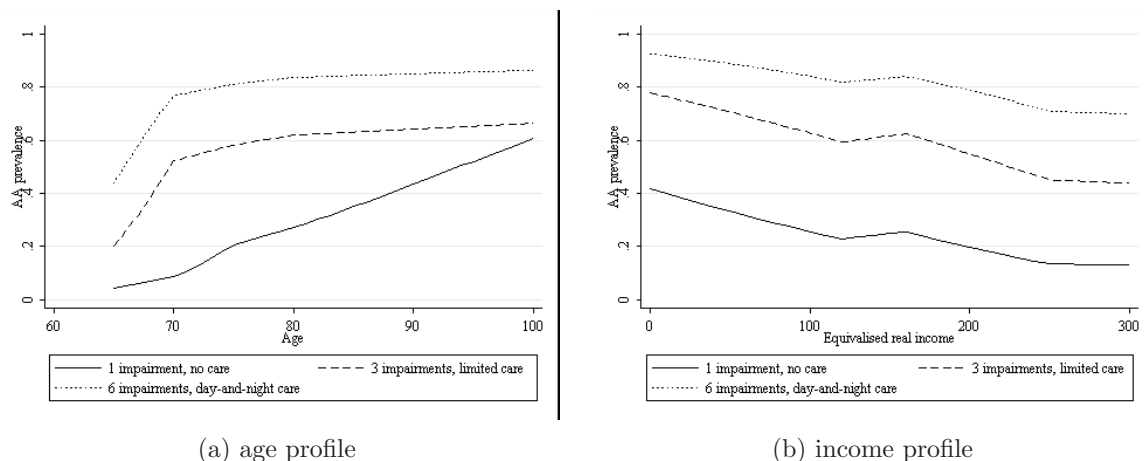 AA prevalence
0 .2 .4 .6 .8 1
60 70 80 90 100
Age
1 impairment, no care 3 impairments, limited care
6 impairments, day-and-night care
(a) age profile
AA prevalence
0 .2 .4 .6 .8 1
0 100 200 300
Equivalised real income
1 impairment, no care 3 impairments, limited care
6 impairments, day-and-night care
(b) income profile